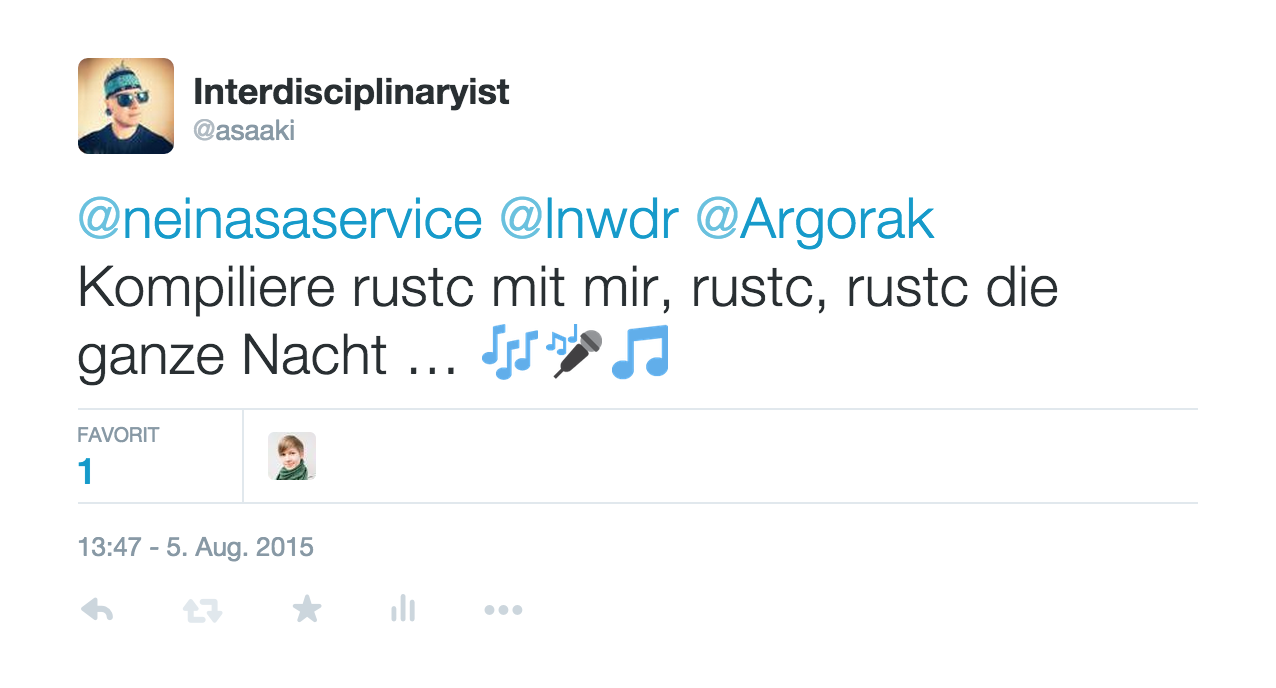 Interdisciplinaryist
@asaaki
@neinasaservice @lnwdr @Argorak
Kompiliere rustc mit mir, rustc, rustc die
ganze Nacht … 🎶🎤🎵
FAVORIT
1
13:47 - 5. Aug. 2015